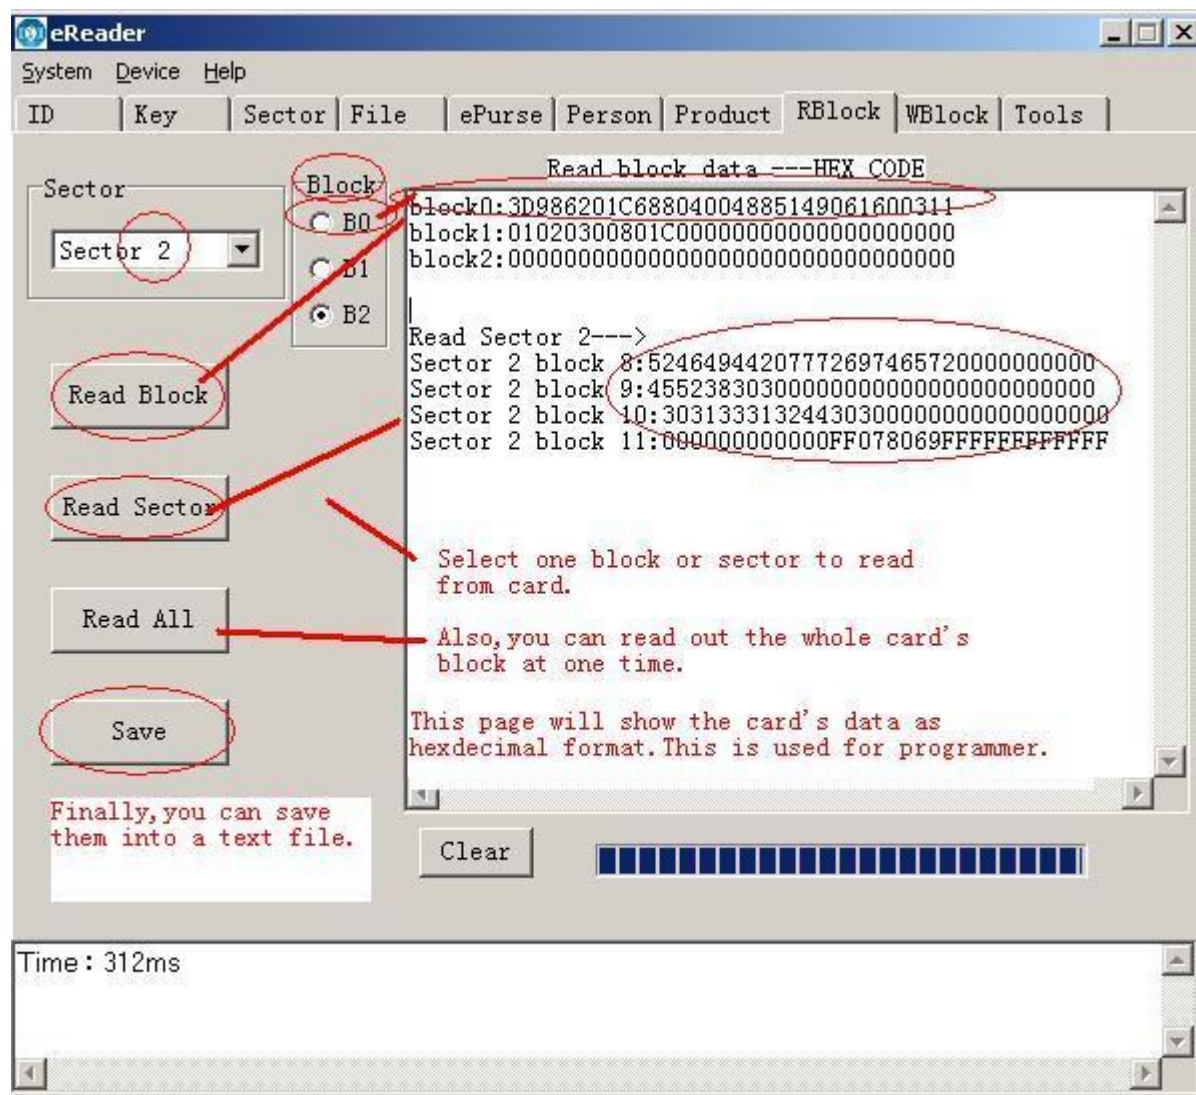 eReader
System Device Help
ID Key Sector File ePurse Person Product RBlock WBlock Tools
Read block data ---HEX CODE
Sector
Block
Sector 2
B0
B1
B2
block0:3D986201C68804004885149061600311
block1:01020300801C00000000000000000000
block2:00000000000000000000000000000000
Read Sector 2--->
Sector 2 block 8:52464944207772697465720000000000
Sector 2 block 9:45523830300000000000000000000000
Sector 2 block 10:30313331324430300000000000000000
Sector 2 block 11:000000000000FF078069FFFFFFFFFFFF
Read Block
Read Sector
Read All
Save
Select one block or sector to read
from card.
Also,you can read out the whole card's
block at one time.
This page will show the card's data as
hexdecimal format.This is used for programmer.
Finally,you can save
them into a text file.
Clear
Time：312ms